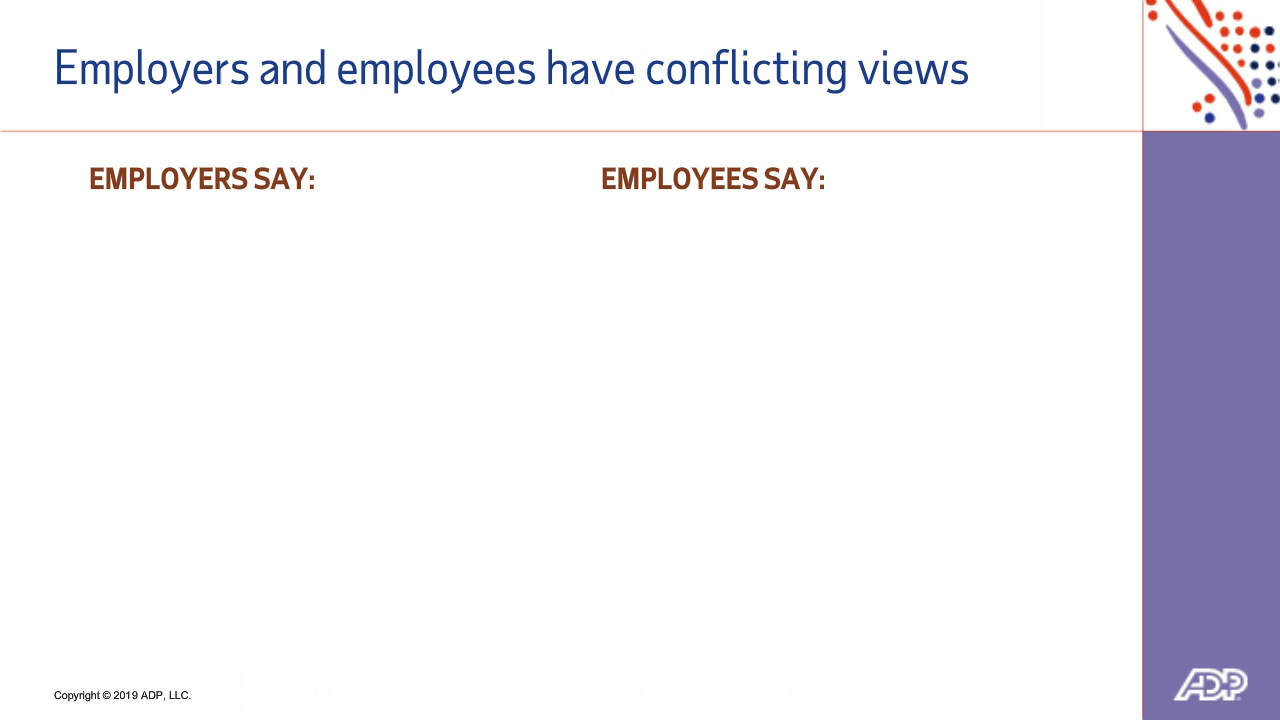 Employers and employees have conflicting views
EMPLOYERS SAY:
EMPLOYEES SAY:
Copyright © 2019 ADP, LLC.
ADP